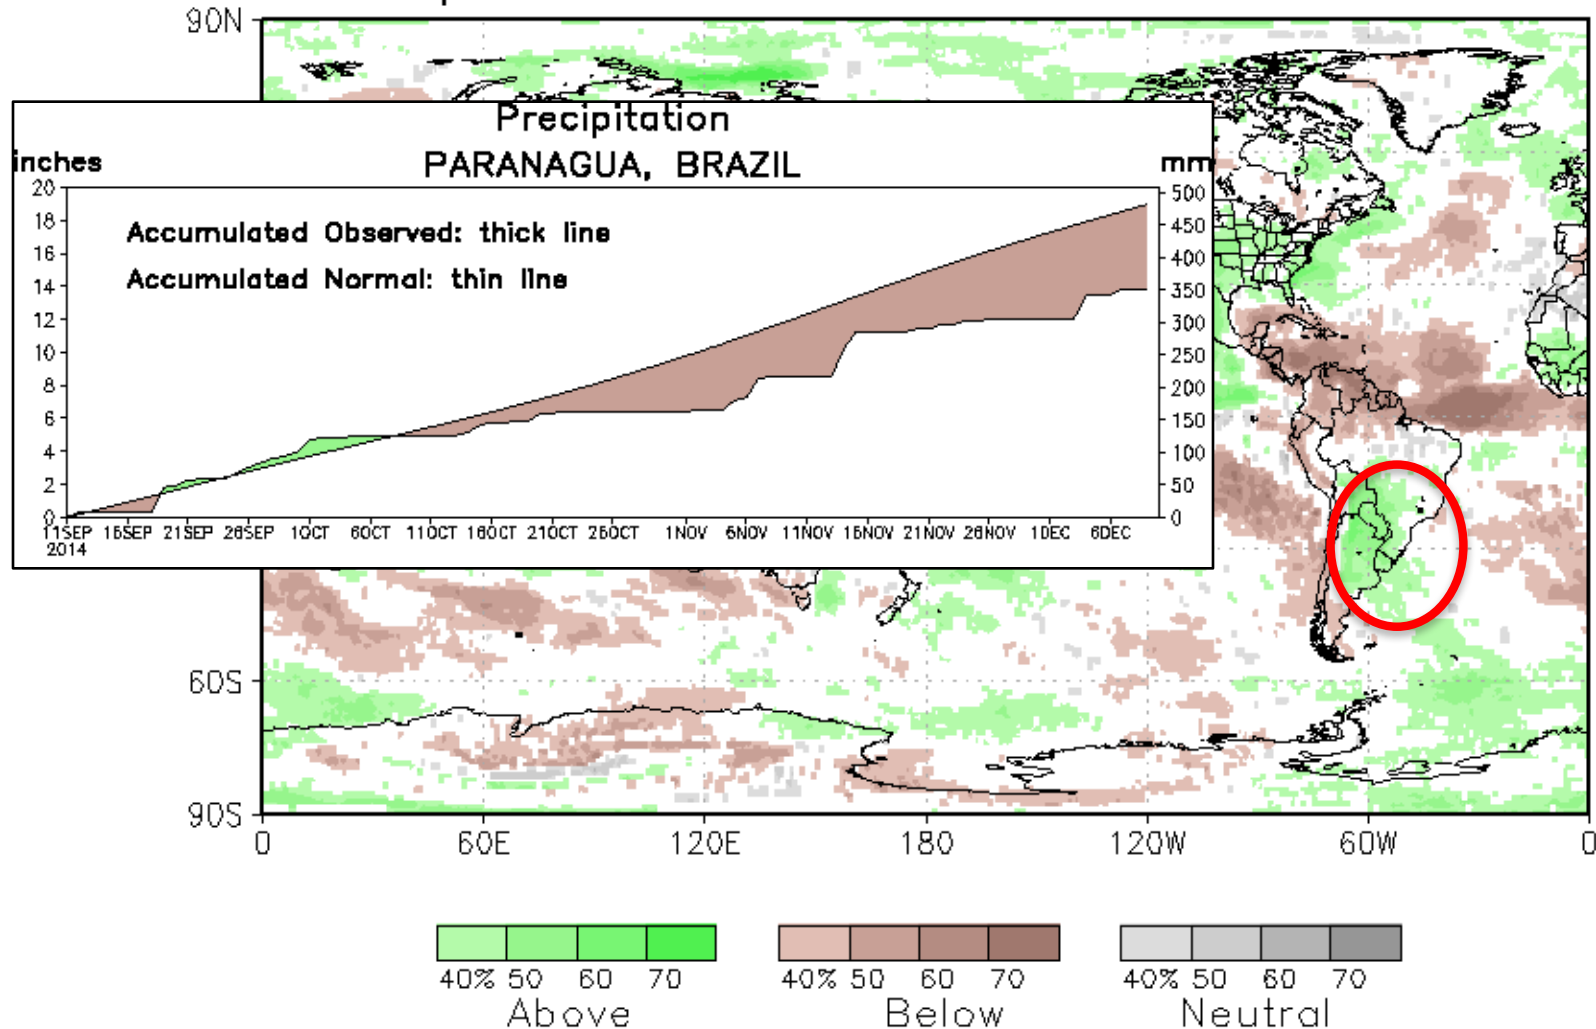 90N
Precipitation
PARANAGUA, BRAZIL
inches
mm
Accumulated Observed: thick line
Accumulated Normal: thin line
20
18
16
14
12
10
8
6
4
2
0
500
450
400
350
300
250
200
150
100
50
0
11SEP 16SEP 21SEP 26SEP 1OCT 6OCT 11OCT 16OCT 21OCT 26OCT 1NOV 6NOV 11NOV 16NOV 21NOV 26NOV 1DEC 6DEC
2014
60S
90S
0 60E 120E 180 120W 60W 0
40% 50 60 70 40% 50 60 70 40% 50 60 70
Above Below Neutral